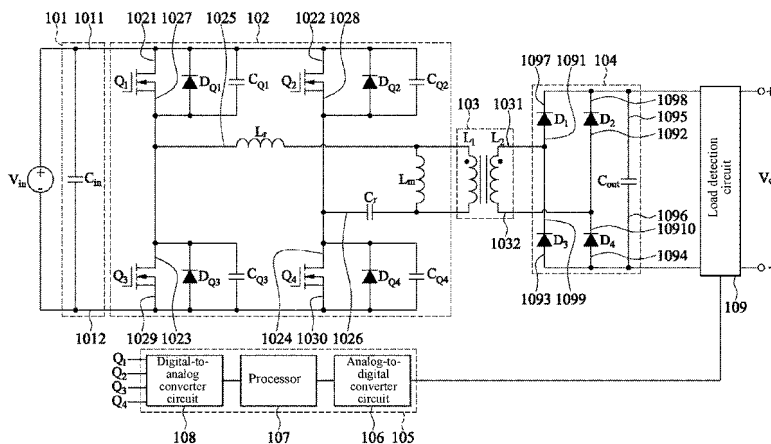 101 1011 1021 1025 1027 102 1022 1028
Q1 DQ1 CQ1 Q2 DQ2 CQ2
103 1031
1097 1091 104
1098
1095
1092
D1 D2
Lr L1 L2
Vin Cin Lm Cr Cout Vo
+
-
+
-
Load detection circuit
1096
10910
1094
1032
D3 D4
Q3 DQ3 CQ3 Q4 DQ4 CQ4
1012 1029 1023 1024 1030 1026
1093 1099
109
Q1
Q2
Q3
Q4
Digital-to-
analog
converter
circuit
Processor
Analog-to-
digital
converter
circuit
108 107 106 105